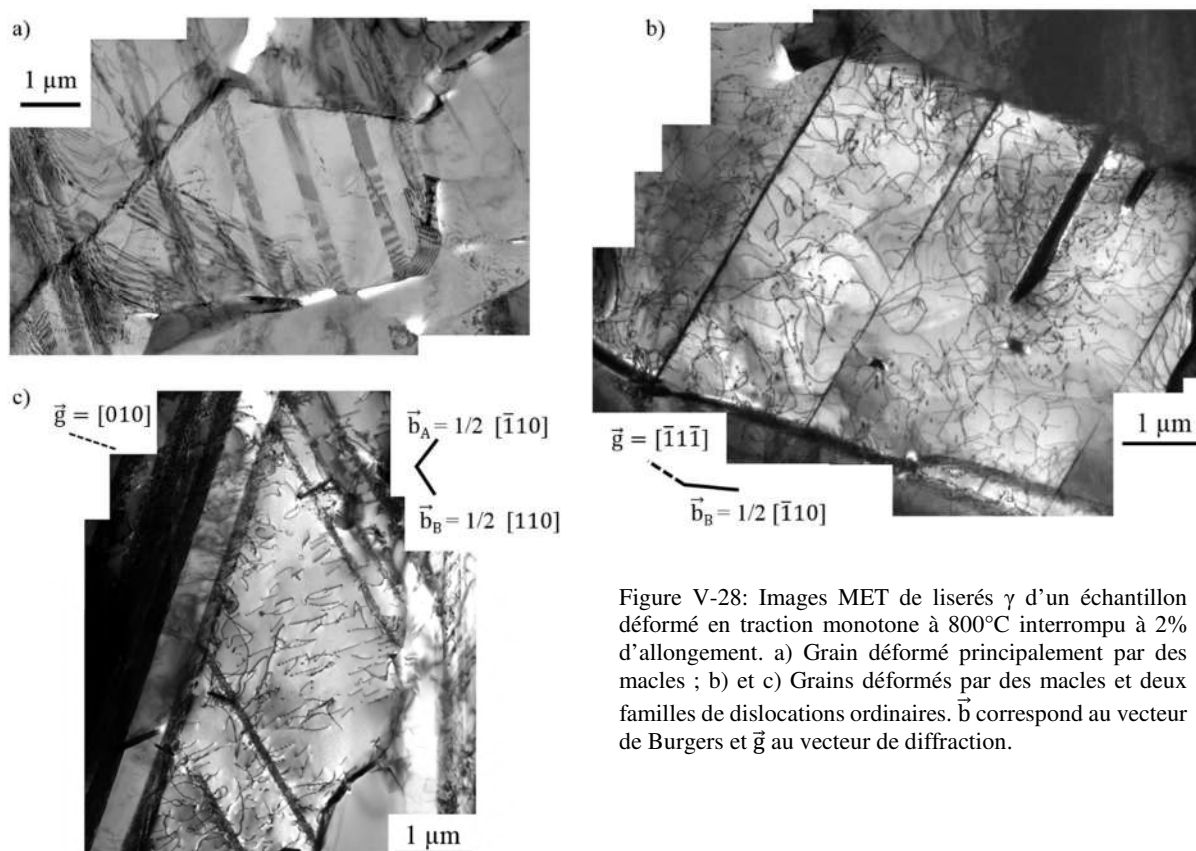 a)
1 µm
b)
1 µm
g⃗ = [1̅11̅]
b⃗_B = 1/2 [1̅10]
c)
g⃗ = [010]
b⃗_A = 1/2 [1̅10]
b⃗_B = 1/2 [110]
1 µm
Figure V-28: Images MET de liserés γ d'un échantillon
déformé en traction monotone à 800°C interrompu à 2%
d'allongement. a) Grain déformé principalement par des
macles ; b) et c) Grains déformés par des macles et deux
familles de dislocations ordinaires. b⃗ correspond au vecteur
de Burgers et g⃗ au vecteur de diffraction.